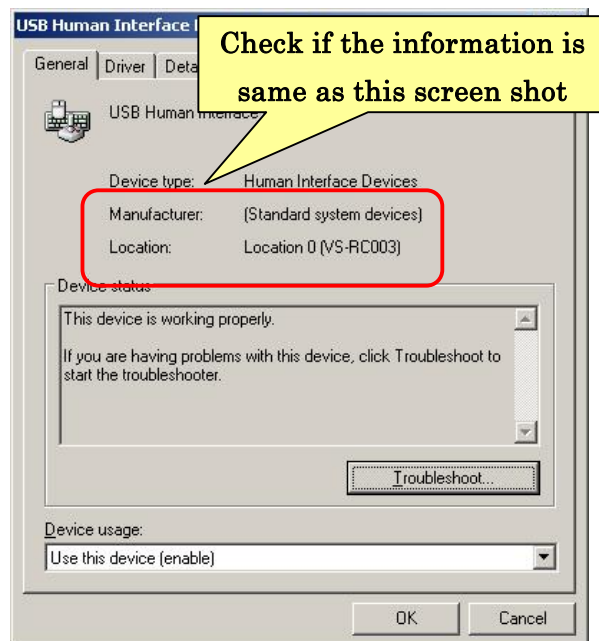 USB Human Interface
Check if the information is
same as this screen shot
General Driver
USB Human
Device type: Human Interface Devices
Manufacturer: (Standard system devices)
Location: Location 0 (VS-RC003)
Device status
This device is working properly.
If you are having problems with this device, click Troubleshoot to
start the troubleshooter.
Troubleshoot...
Device usage:
Use this device (enable)
OK Cancel